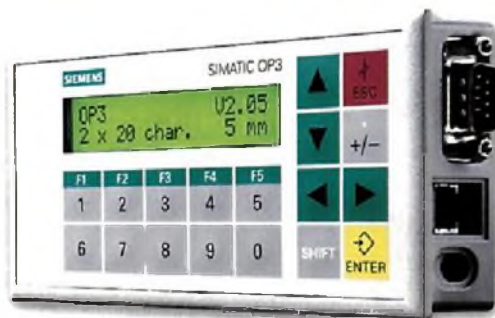 SIEMENS
SIMATIC OP3
OP3 V2.05
2 x 20 char. 5 mm
F1 F2 F3 F4 F5
1 2 3 4 5
6 7 8 9 0
ESC
+/-
SHIFT
ENTER